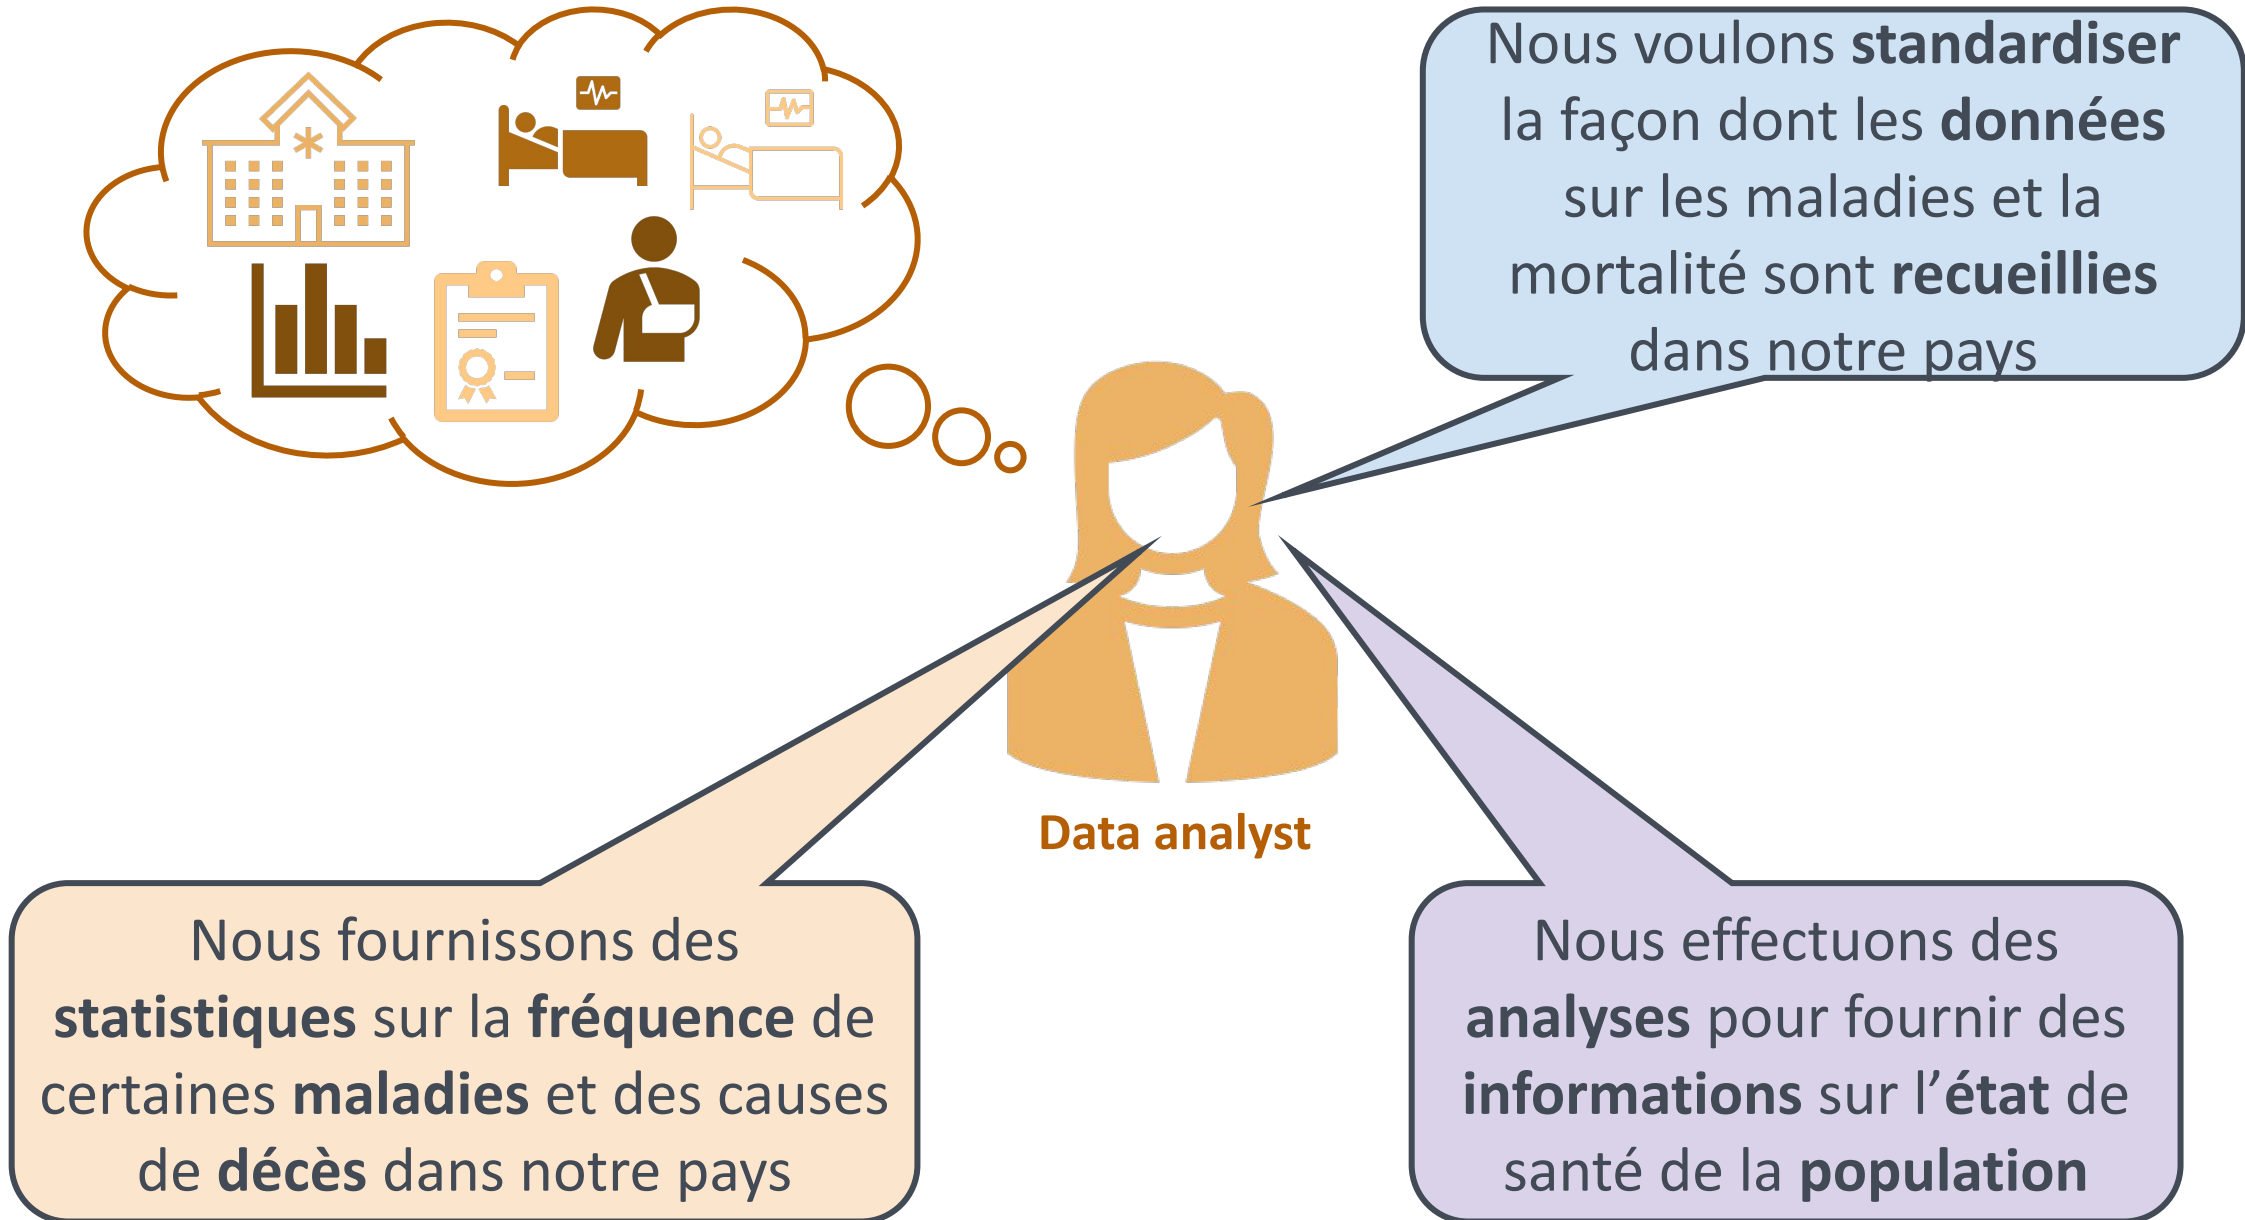 Nous voulons standardiser
la façon dont les données
sur les maladies et la
mortalité sont recueillies
dans notre pays
Data analyst
Nous fournissons des
statistiques sur la fréquence de
certaines maladies et des causes
de décès dans notre pays
Nous effectuons des
analyses pour fournir des
informations sur l’état de
santé de la population